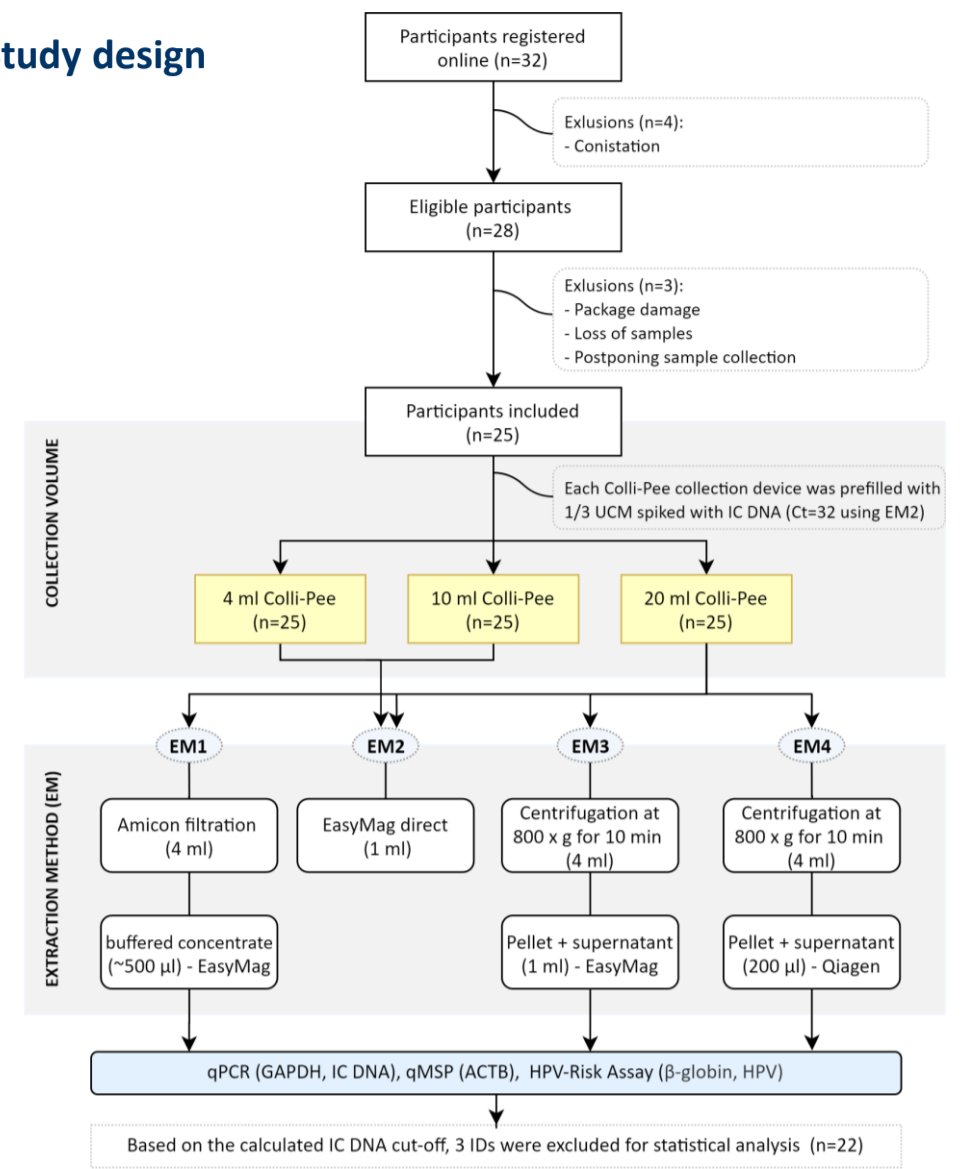 tudy design
Participants registered
online (n=32)
Exlusions (n=4):
- Conistation
Eligible participants
(n=28)
Exlusions (n=3):
- Package damage
- Loss of samples
- Postponing sample collection
Participants included
(n=25)
COLLECTION VOLUME
Each Colli-Pee collection device was prefilled with
1/3 UCM spiked with IC DNA (Ct=32 using EM2)
4 ml Colli-Pee
(n=25)
10 ml Colli-Pee
(n=25)
20 ml Colli-Pee
(n=25)
EM1
EM2
EM3
EM4
EXTRACTION METHOD (EM)
Amicon filtration
(4 ml)
EasyMag direct
(1 ml)
Centrifugation at
800 x g for 10 min
(4 ml)
Centrifugation at
800 x g for 10 min
(4 ml)
buffered concentrate
(~500 µl) - EasyMag
Pellet + supernatant
(1 ml) - EasyMag
Pellet + supernatant
(200 µl) - Qiagen
qPCR (GAPDH, IC DNA), qMSP (ACTB), HPV-Risk Assay (β-globin, HPV)
Based on the calculated IC DNA cut-off, 3 IDs were excluded for statistical analysis (n=22)